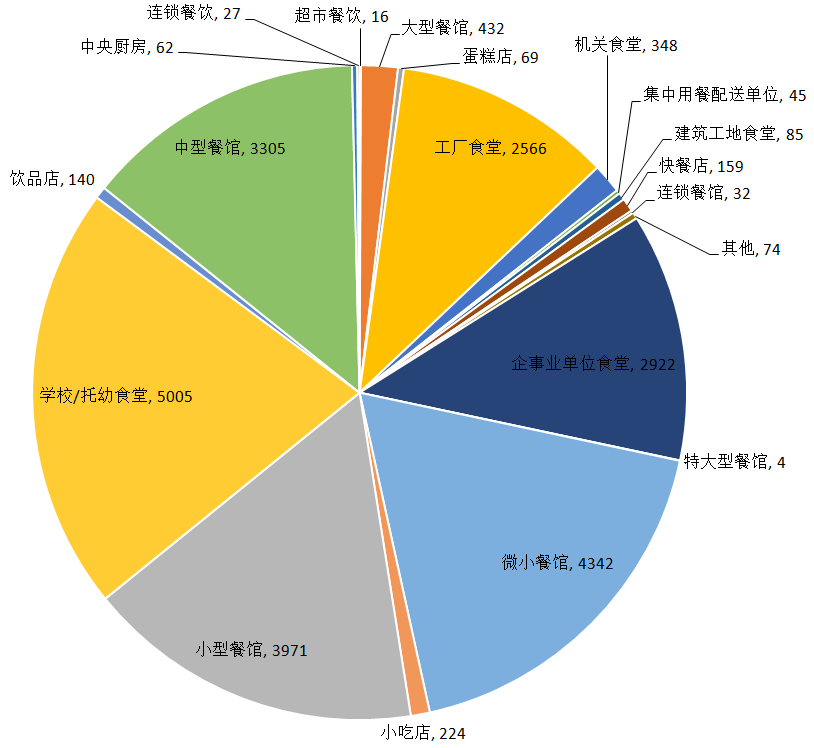 连锁餐饮, 27
超市餐饮, 16
大型餐馆, 432
中央厨房, 62
机关食堂, 348
蛋糕店, 69
集中用餐配送单位, 45
建筑工地食堂, 85
中型餐馆, 3305
工厂食堂, 2566
快餐店, 159
饮品店, 140
连锁餐馆, 32
其他, 74
企事业单位食堂, 2922
学校/托幼食堂, 5005
特大型餐馆, 4
微小餐馆, 4342
小型餐馆, 3971
小吃店, 224